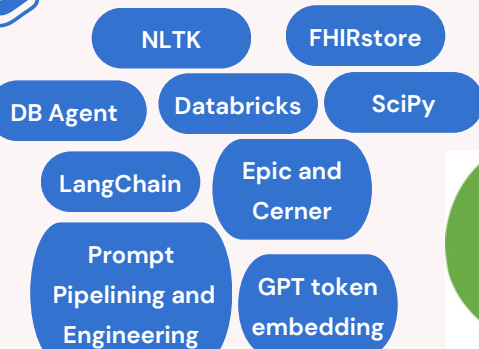 NLTK
FHIRstore
DB Agent
Databricks
SciPy
LangChain
Epic and
Cerner
Prompt
Pipelining and
Engineering
GPT token
embedding